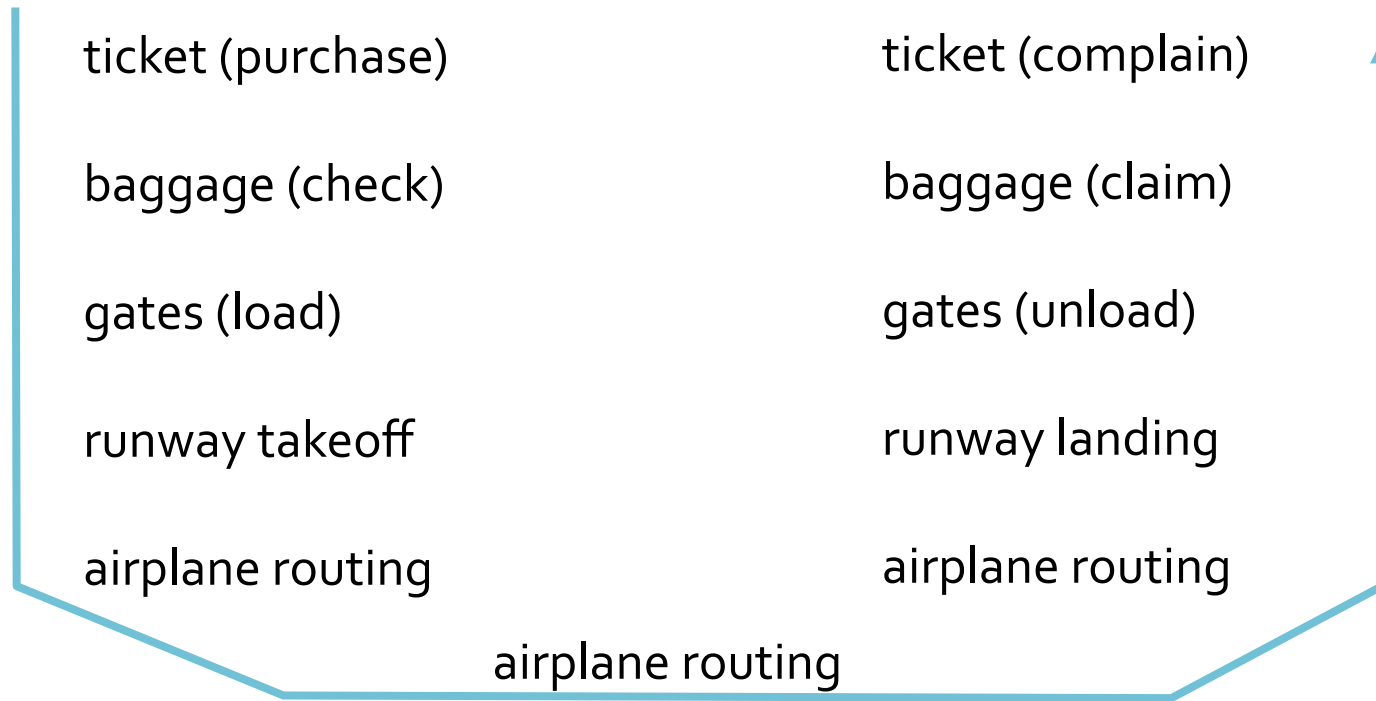 ticket (purchase)
baggage (check)
gates (load)
runway takeoff
airplane routing
ticket (complain)
baggage (claim)
gates (unload)
runway landing
airplane routing
airplane routing